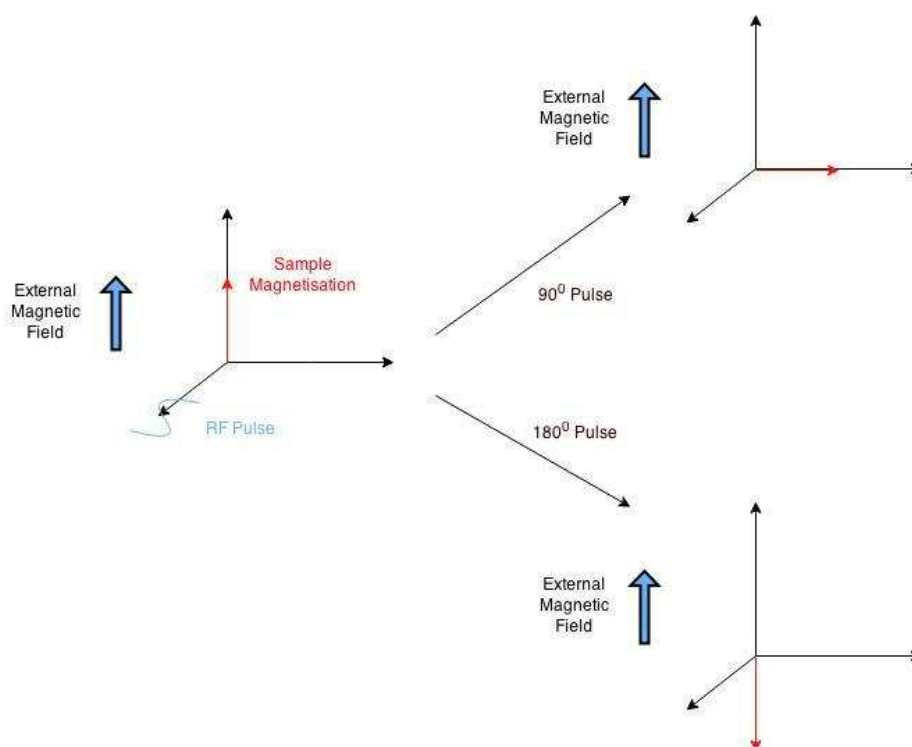 External
Magnetic
Field
Sample
Magnetisation
External
Magnetic
Field
RF Pulse
90⁰ Pulse
180⁰ Pulse
External
Magnetic
Field